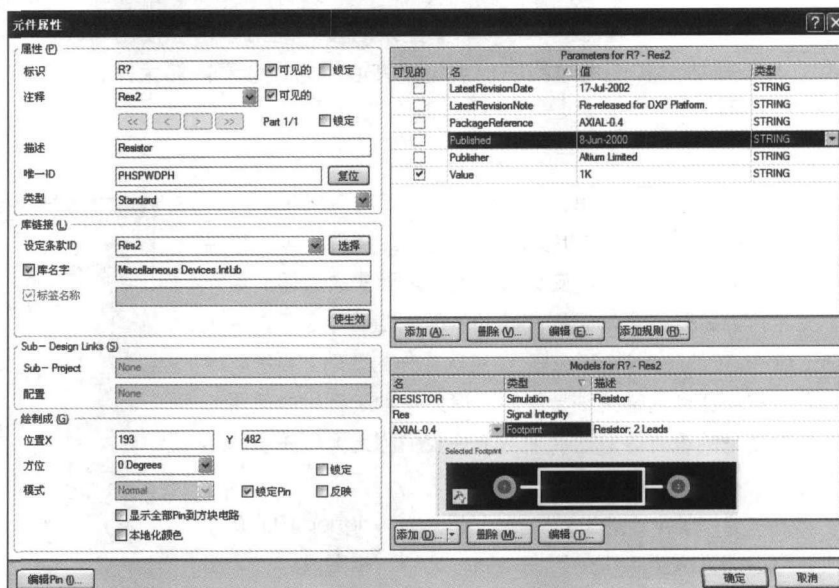 元件属性
属性 (P)
标识 R? 可见的 锁定
注释 Res2 可见的
<< < > >> Part 1/1 锁定
描述 Resistor
唯一ID PHSPWDPH 复位
类型 Standard
库链接 (L)
设定条款ID Res2 选择
库名字 Miscellaneous Devices.IntLib
标签名称
使生效
Sub- Design Links (S)
Sub- Project None
配置 None
绘制成 (G)
位置X 193 Y 482
方位 0 Degrees 锁定
模式 Normal 锁定Pin 反映
显示全部Pin到方块电路
本地化颜色
编辑Pin (I)...
Parameters for R? - Res2
可见的 名 值 类型
LatestRevisionDate 17-Jul-2002 STRING
LatestRevisionNote Re-released for DXP Platform. STRING
PackageReference AXIAL-0.4 STRING
Published 8-Jun-2000 STRING
Publisher Altium Limited STRING
Value 1K STRING
添加 (A)... 删除 (V)... 编辑 (E)... 添加规则 (R)...
Models for R? - Res2
名 类型 描述
RESISTOR Simulation Resistor
Res Signal Integrity
AXIAL-0.4 Footprint Resistor; 2 Leads
Selected Footprint
添加 (D)... 删除 (M)... 编辑 (T)...
确定 取消